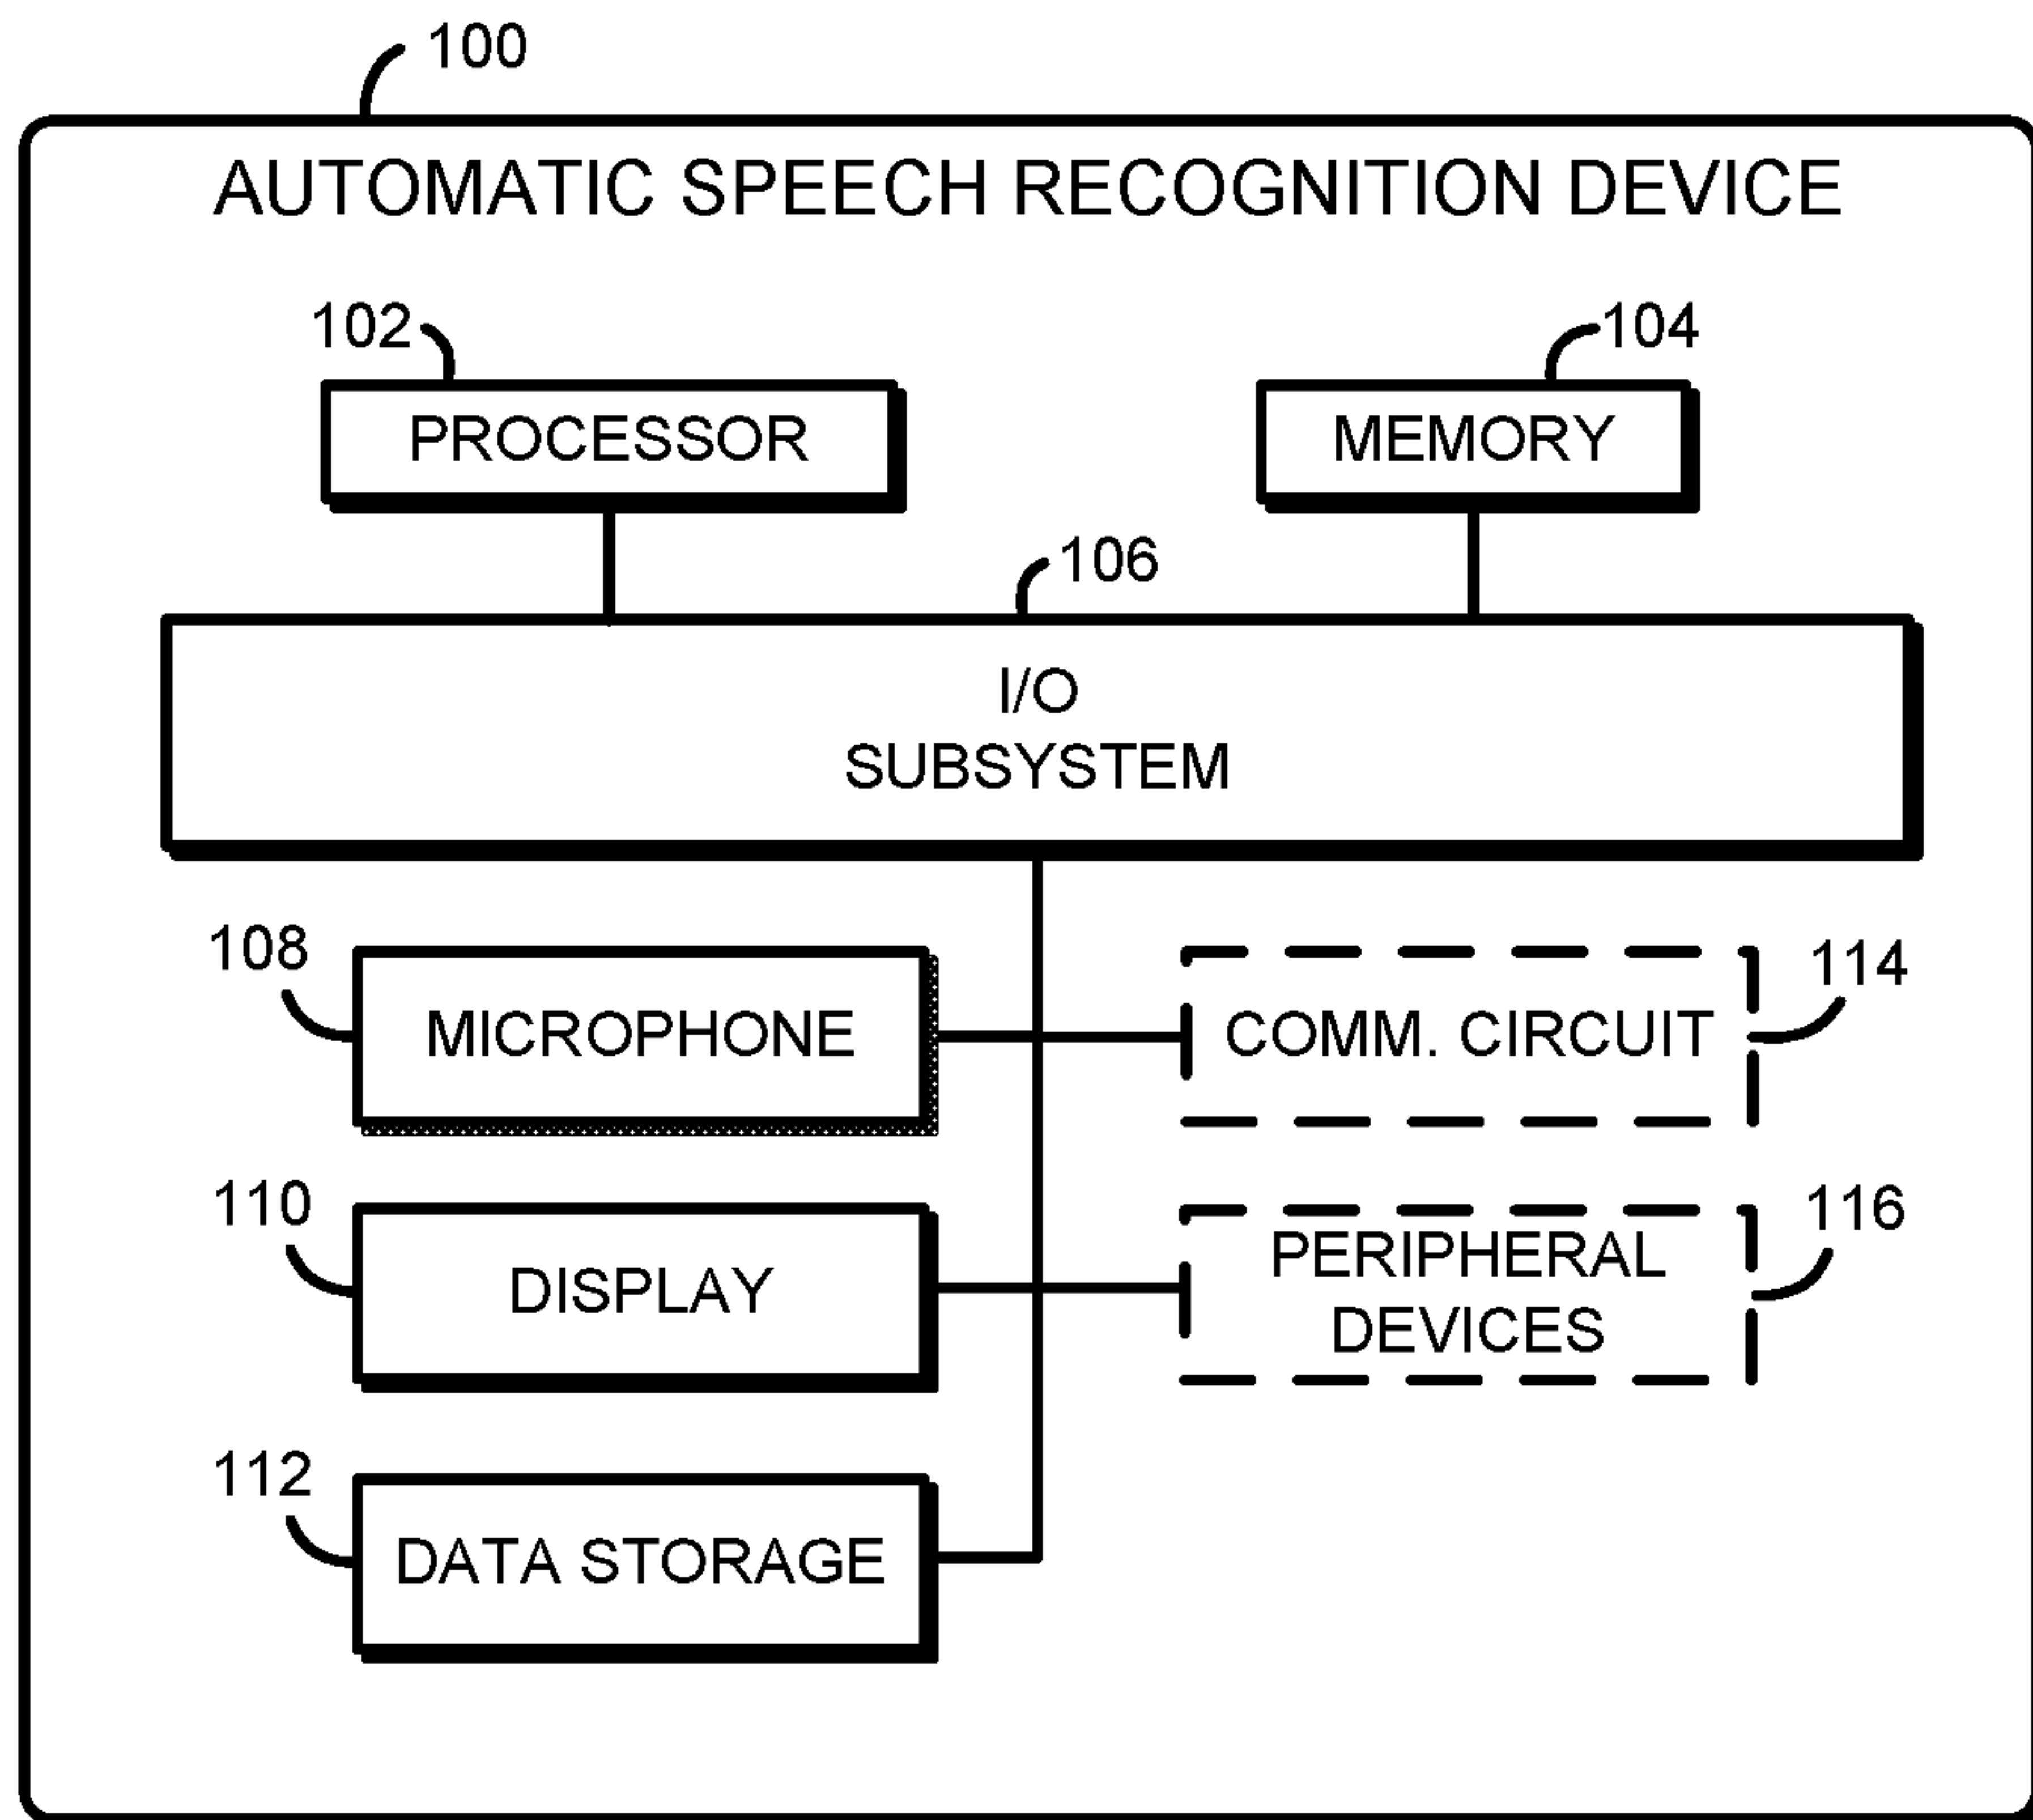 100
AUTOMATIC SPEECH RECOGNITION DEVICE
102
104
PROCESSOR
MEMORY
106
I/O
SUBSYSTEM
108
MICROPHONE
COMM. CIRCUIT
114
110
DISPLAY
PERIPHERAL
DEVICES
116
112
DATA STORAGE